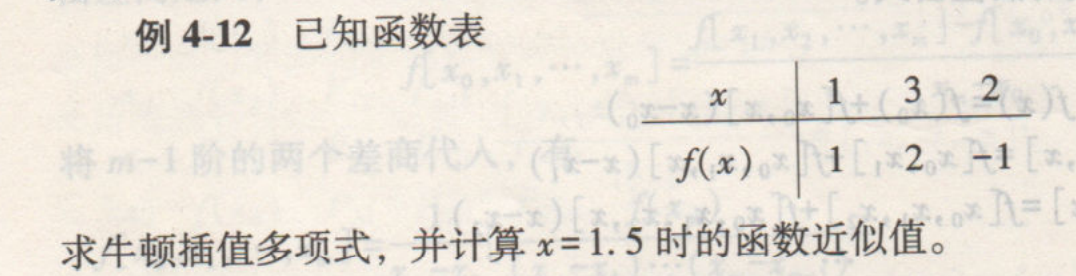 例 4-12 已知函数表
x 1 3 2
f(x) 1 2 -1
求牛顿插值多项式，并计算 x=1.5 时的函数近似值。